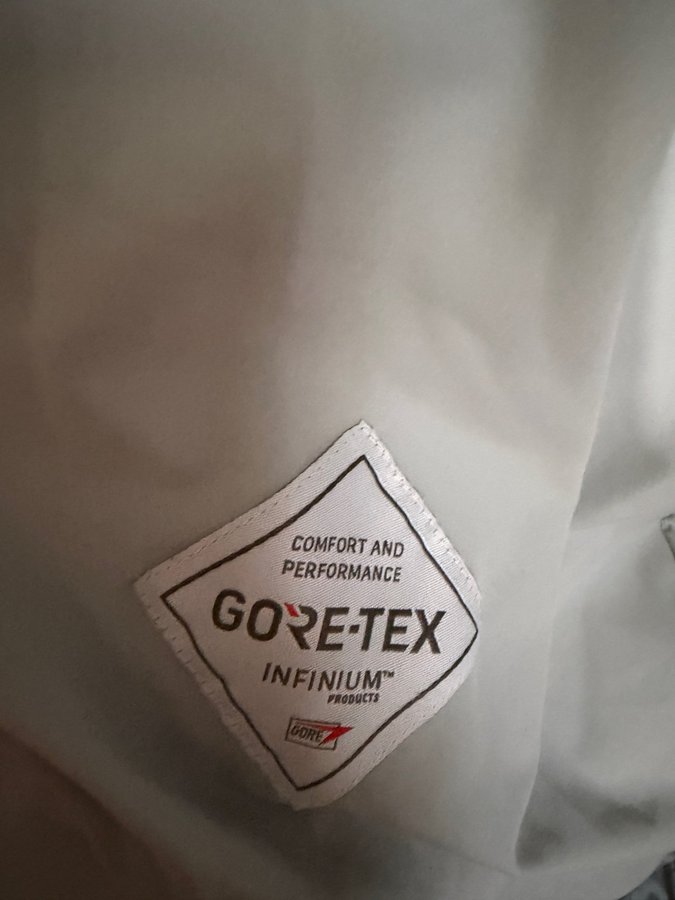 COMFORT AND
PERFORMANCE
GORE-TEX
INFINIUM™
PRODUCTS
GORE